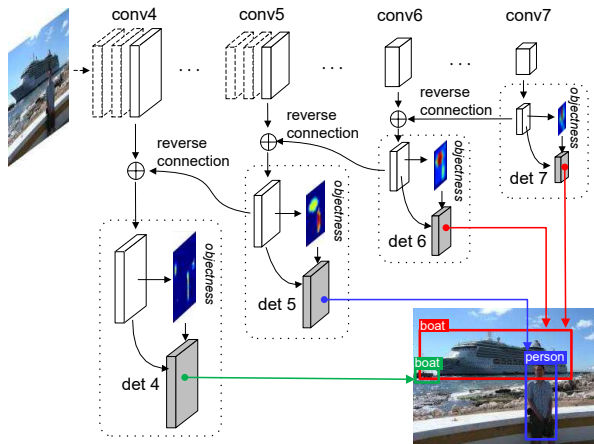 conv4
conv5
conv6
conv7
reverse
connection
reverse
connection
reverse
connection
objectness
det 7
objectness
det 6
objectness
det 5
objectness
det 4
boat
person
boat